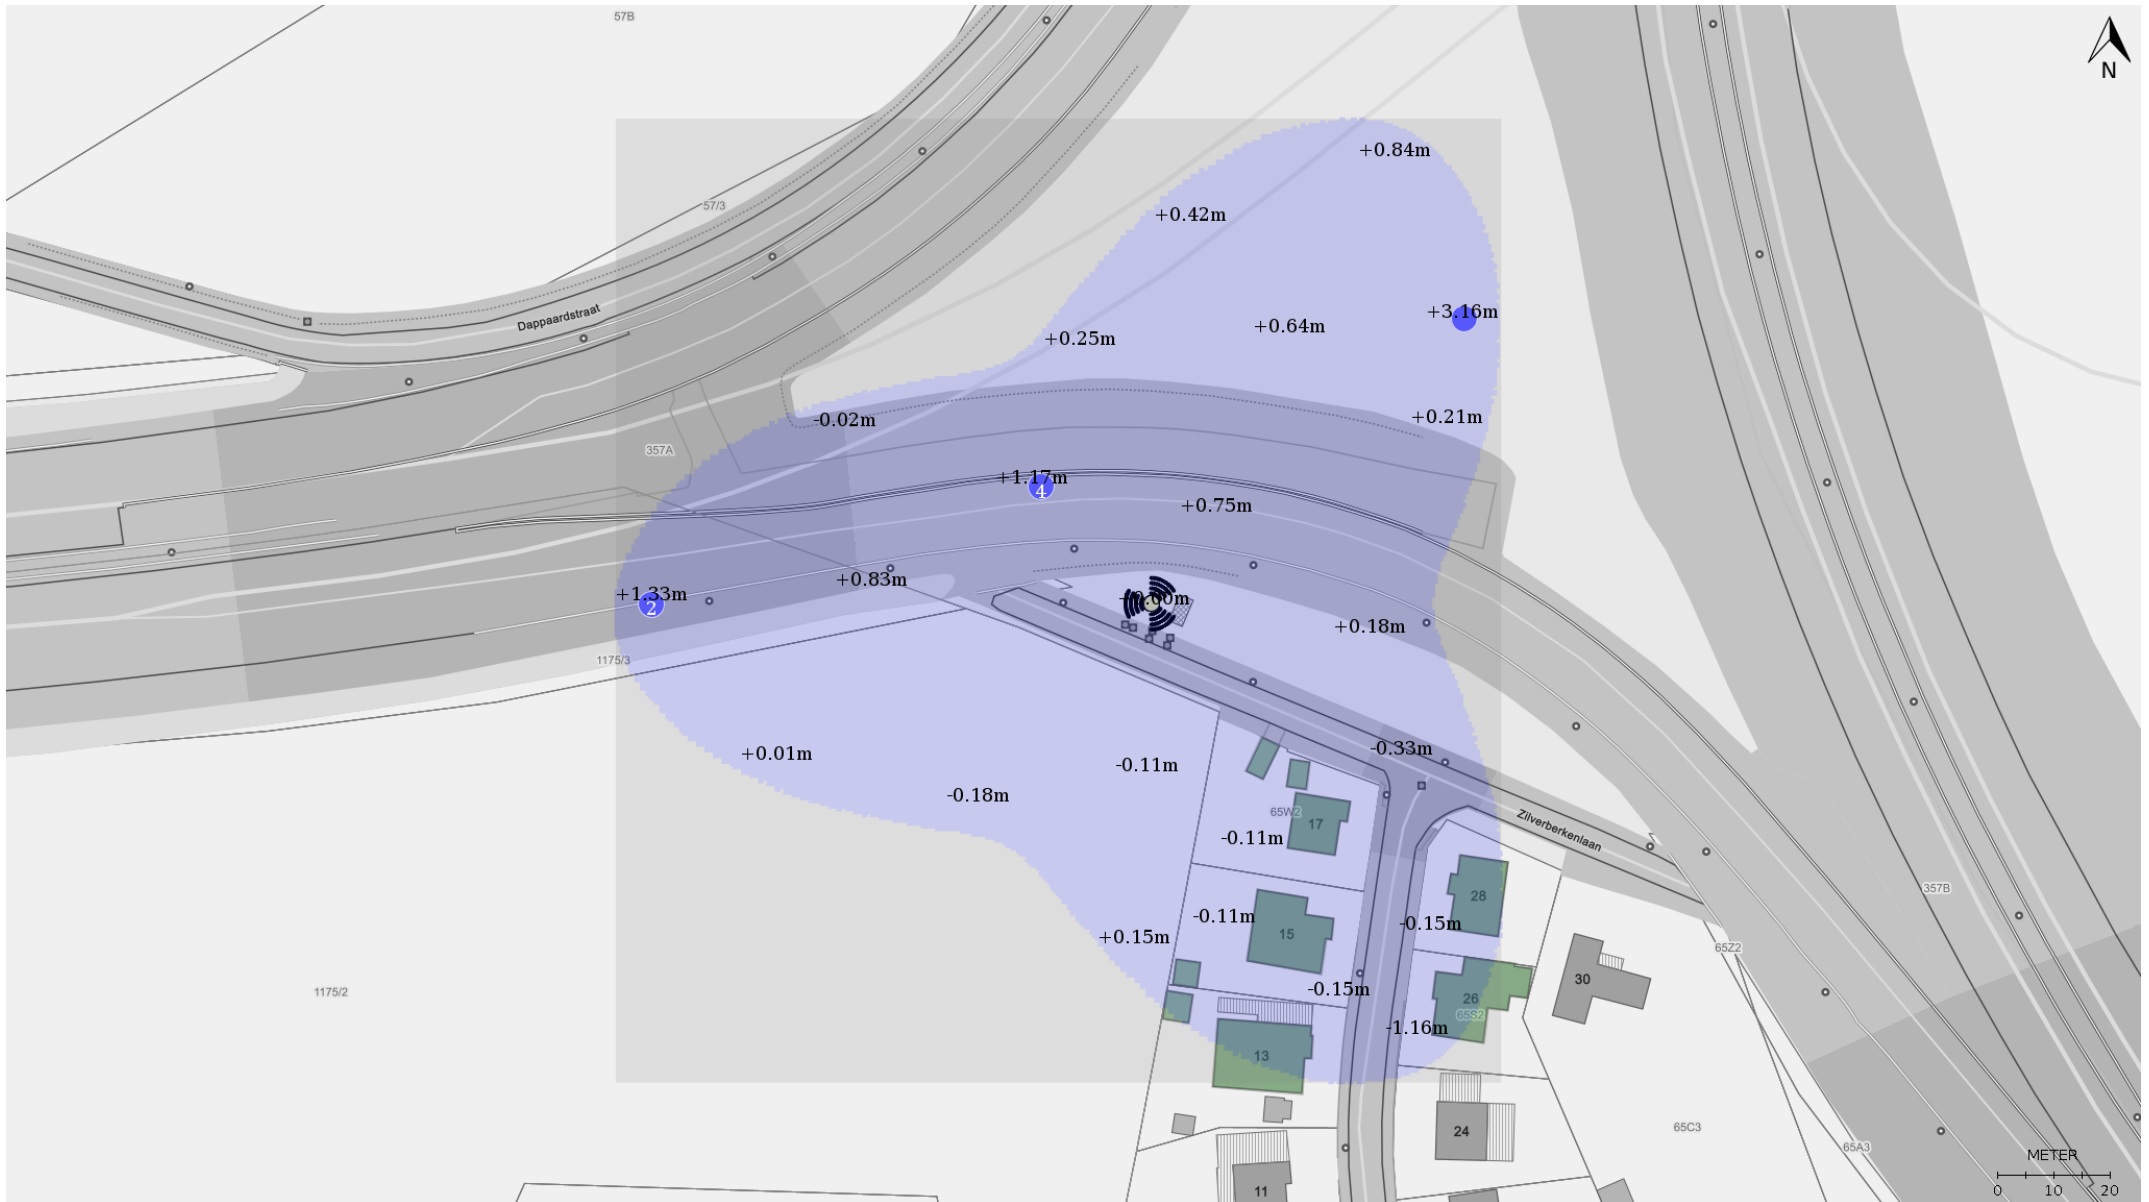 57B
N
+0.84m
57/3
+0.42m
Dappaardstraat
+3.16m
+0.64m
+0.25m
+0.21m
-0.02m
357A
+1.17m
4
+0.75m
+0.83m
+1.33m
2
+0.00m
+0.18m
1175/3
-0.33m
+0.01m
-0.11m
-0.18m
65W2
17
Zilverberkenlaan
-0.11m
28
357B
-0.11m
-0.15m
15
+0.15m
65Z2
30
1175/2
-0.15m
26
65S2
-1.16m
13
24
65C3
65A3
METER
11
0 10 20